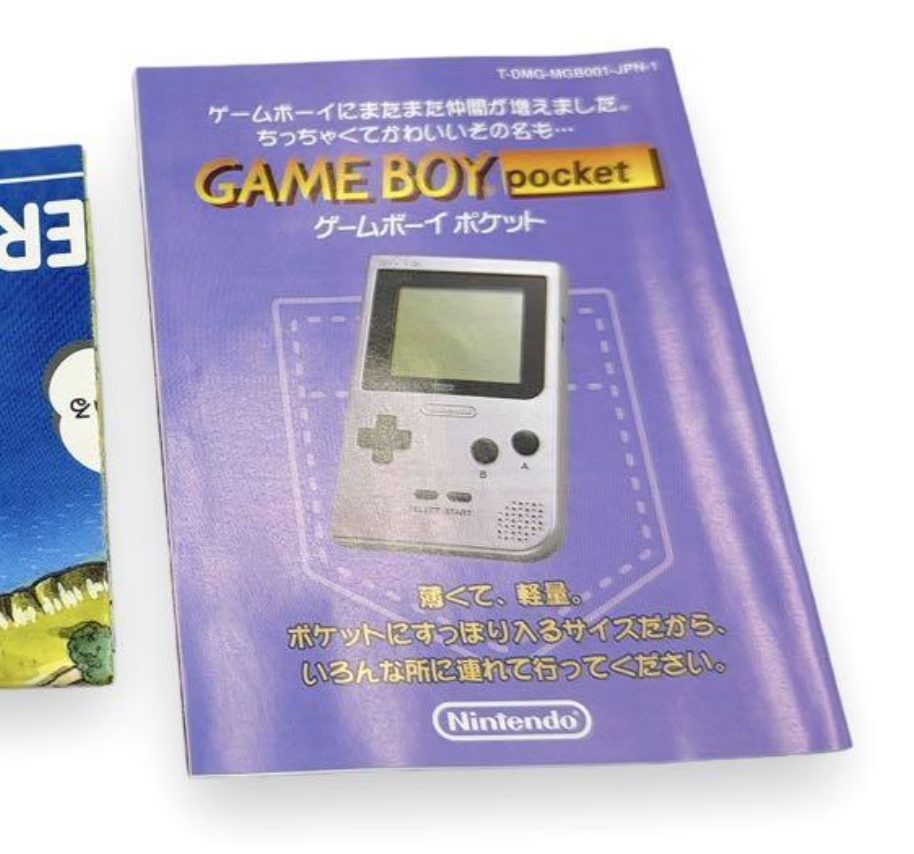 T-DMG-MGB001-JPN-1
ゲームボーイにまたまた仲間が増えました。
ちっちゃくてかわいいその名も…
GAME BOY pocket
ゲームボーイ ポケット
Nintendo
B
A
SELECT START
薄くて、軽量。
ポケットにすっぽり入るサイズだから、
いろんな所に連れて行ってください。
Nintendo
ER
る